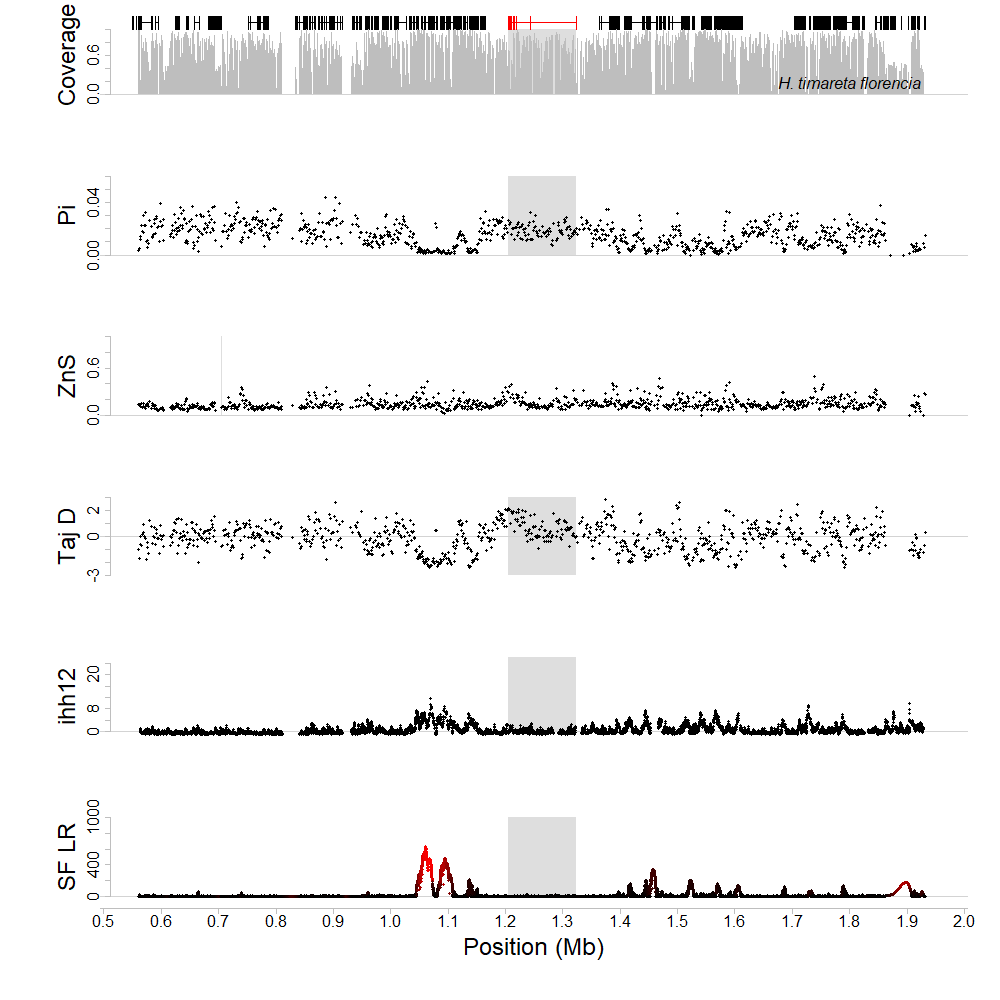 Coverage
0.0 0.6
H. timareta florencia
Pi
0.00 0.04
ZnS
0.0 0.6
Taj D
-3 0 2
ihh12
0 8 20
SF LR
0 400 1000
0.5 0.6 0.7 0.8 0.9 1.0 1.1 1.2 1.3 1.4 1.5 1.6 1.7 1.8 1.9 2.0
Position (Mb)